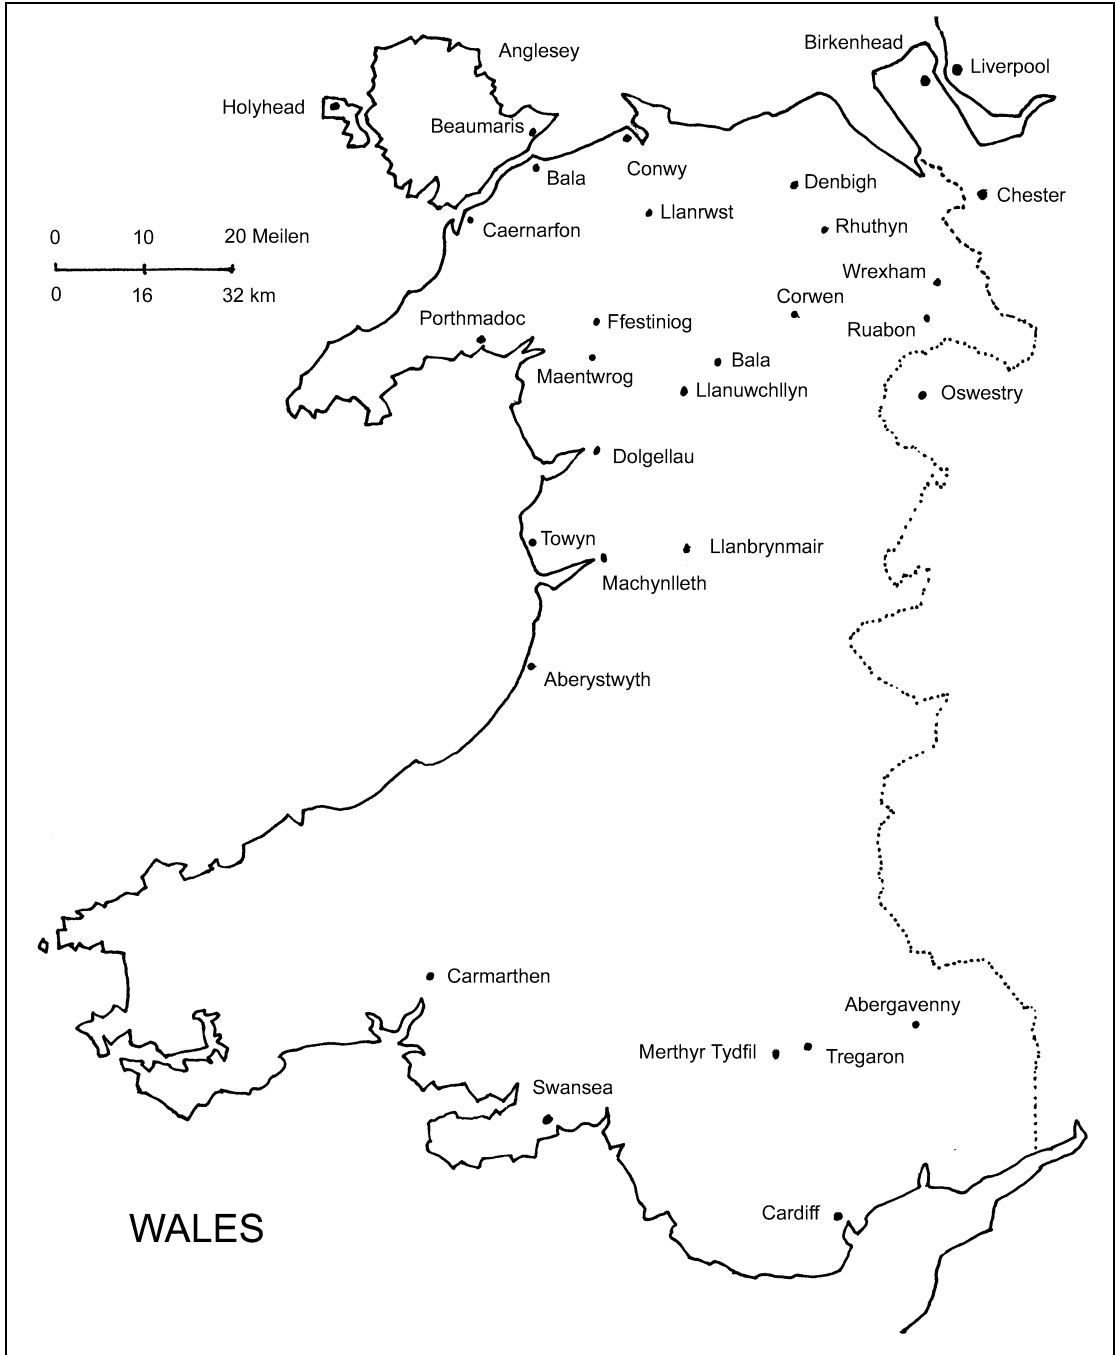 Birkenhead
Anglesey
Liverpool
Holyhead
Beaumaris
Conwy
Bala
Denbigh
Chester
Llanrwst
Caernarfon
Rhuthyn
0 10 20 Meilen
Wrexham
0 16 32 km
Corwen
Porthmadoc
Ffestiniog
Ruabon
Bala
Maentwrog
Llanuwchllyn
Oswestry
Dolgellau
Towyn
Llanbrynmair
Machynlleth
Aberystwyth
Carmarthen
Abergavenny
Merthyr Tydfil
Tregaron
Swansea
Cardiff
WALES